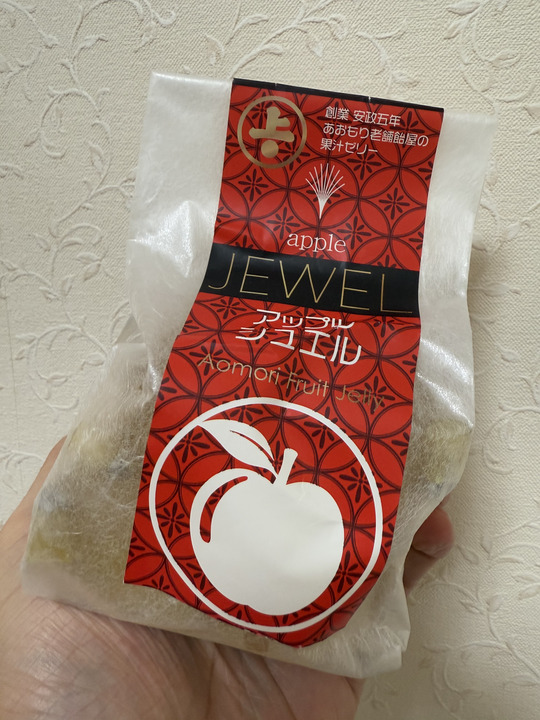 上
創業 安政五年
あおもり老舗飴屋の
果汁ゼリー
apple
JEWEL
アップル
ジュエル
Aomori Fruit Jelly